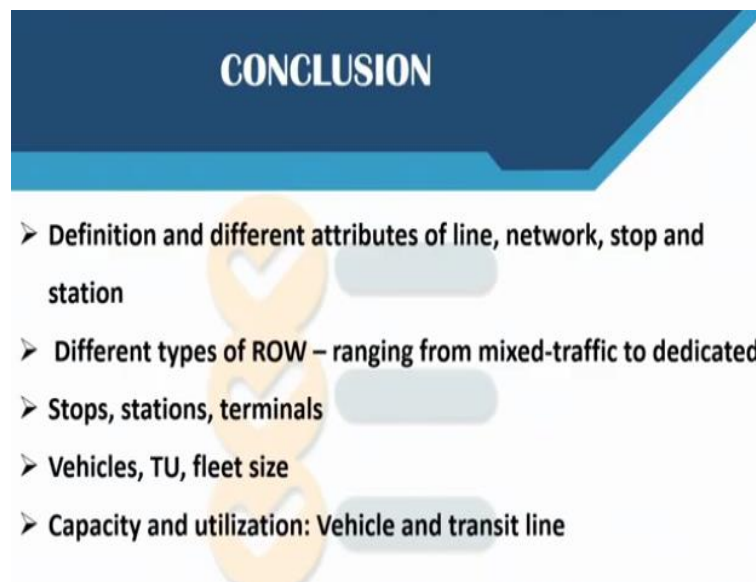 CONCLUSION
➢ Definition and different attributes of line, network, stop and
station
➢ Different types of ROW – ranging from mixed-traffic to dedicated
➢ Stops, stations, terminals
➢ Vehicles, TU, fleet size
➢ Capacity and utilization: Vehicle and transit line